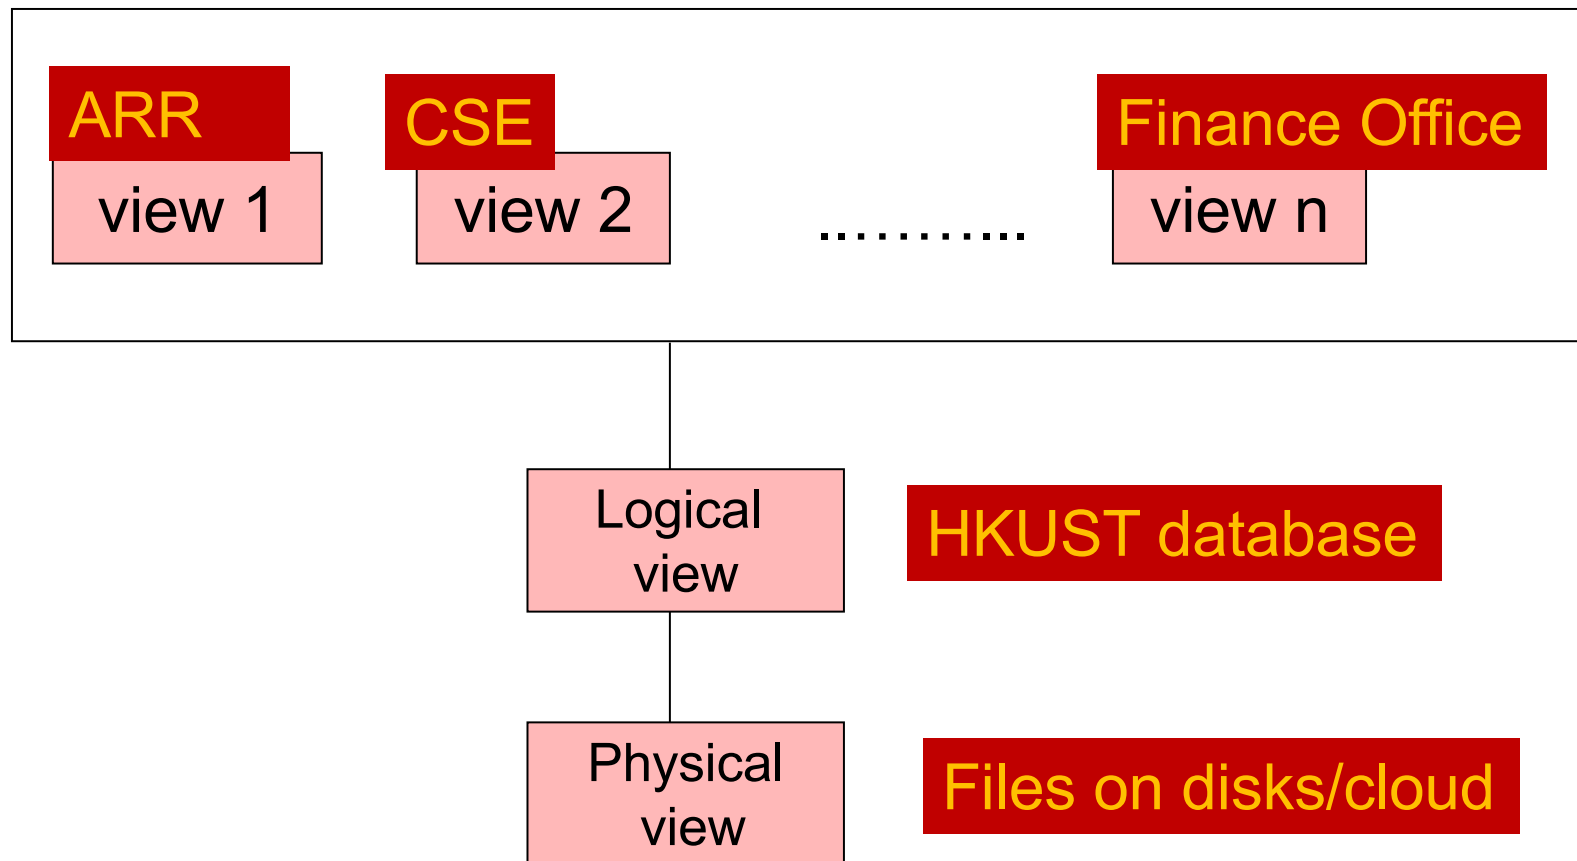 ARR
CSE
Finance Office
view 1
view 2
...........
view n
Logical
view
HKUST database
Physical
view
Files on disks/cloud